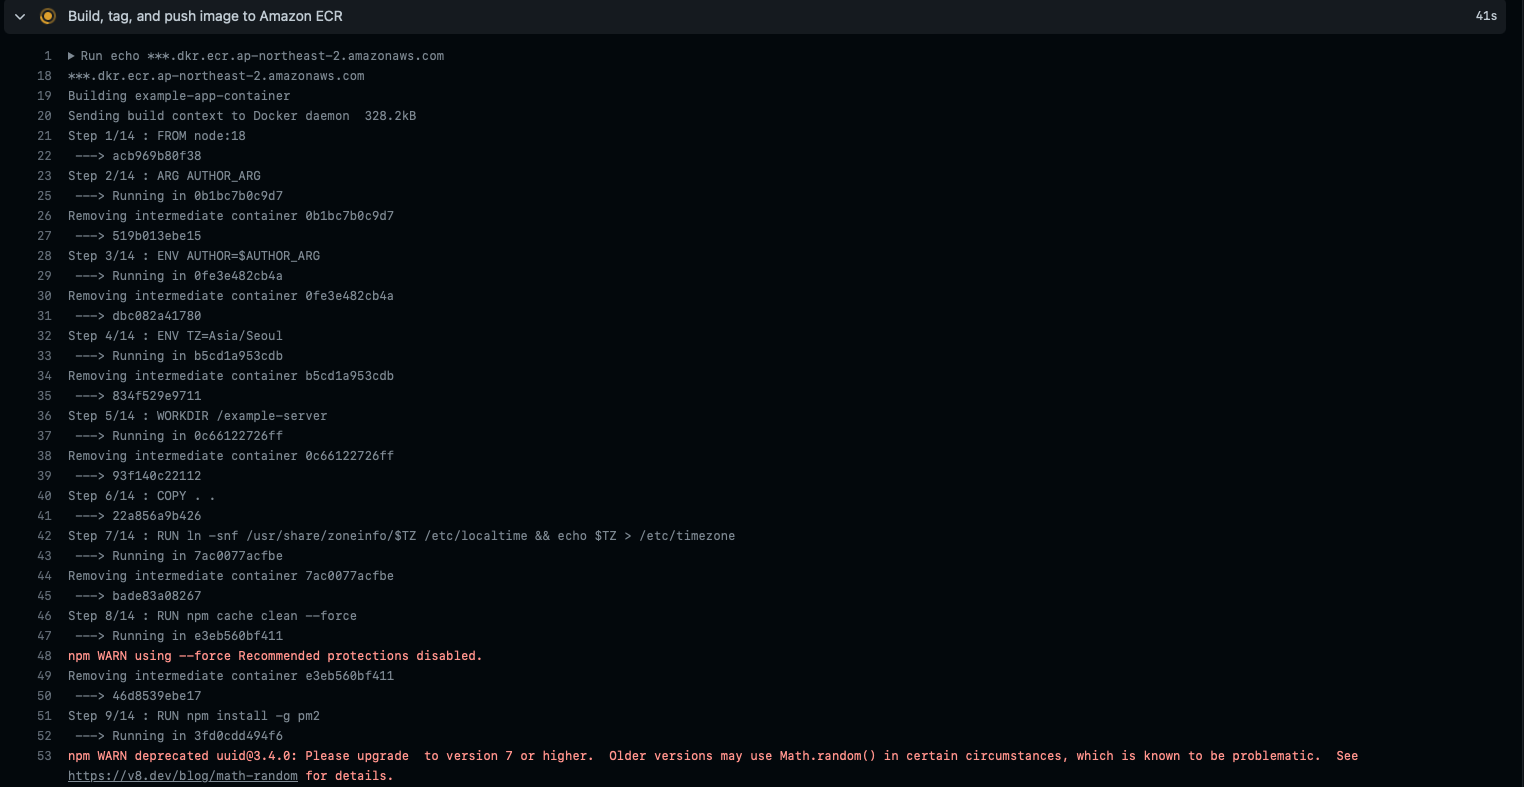 Build, tag, and push image to Amazon ECR 41s
1 Run echo ***.dkr.ecr.ap-northeast-2.amazonaws.com
18 ***.dkr.ecr.ap-northeast-2.amazonaws.com
19 Building example-app-container
20 Sending build context to Docker daemon  328.2kB
21 Step 1/14 : FROM node:18
22 ---> acb969b80f38
23 Step 2/14 : ARG AUTHOR_ARG
25 ---> Running in 0b1bc7b0c9d7
26 Removing intermediate container 0b1bc7b0c9d7
27 ---> 519b013ebe15
28 Step 3/14 : ENV AUTHOR=$AUTHOR_ARG
29 ---> Running in 0fe3e482cb4a
30 Removing intermediate container 0fe3e482cb4a
31 ---> dbc082a41780
32 Step 4/14 : ENV TZ=Asia/Seoul
33 ---> Running in b5cd1a953cdb
34 Removing intermediate container b5cd1a953cdb
35 ---> 834f529e9711
36 Step 5/14 : WORKDIR /example-server
37 ---> Running in 0c66122726ff
38 Removing intermediate container 0c66122726ff
39 ---> 93f140c22112
40 Step 6/14 : COPY . .
41 ---> 22a856a9b426
42 Step 7/14 : RUN ln -snf /usr/share/zoneinfo/$TZ /etc/localtime && echo $TZ > /etc/timezone
43 ---> Running in 7ac0077acfbe
44 Removing intermediate container 7ac0077acfbe
45 ---> bade83a08267
46 Step 8/14 : RUN npm cache clean --force
47 ---> Running in e3eb560bf411
48 npm WARN using --force Recommended protections disabled.
49 Removing intermediate container e3eb560bf411
50 ---> 46d8539ebe17
51 Step 9/14 : RUN npm install -g pm2
52 ---> Running in 3fd0cdd494f6
53 npm WARN deprecated uuid@3.4.0: Please upgrade  to version 7 or higher.  Older versions may use Math.random() in certain circumstances, which is known to be problematic.  See
https://v8.dev/blog/math-random for details.